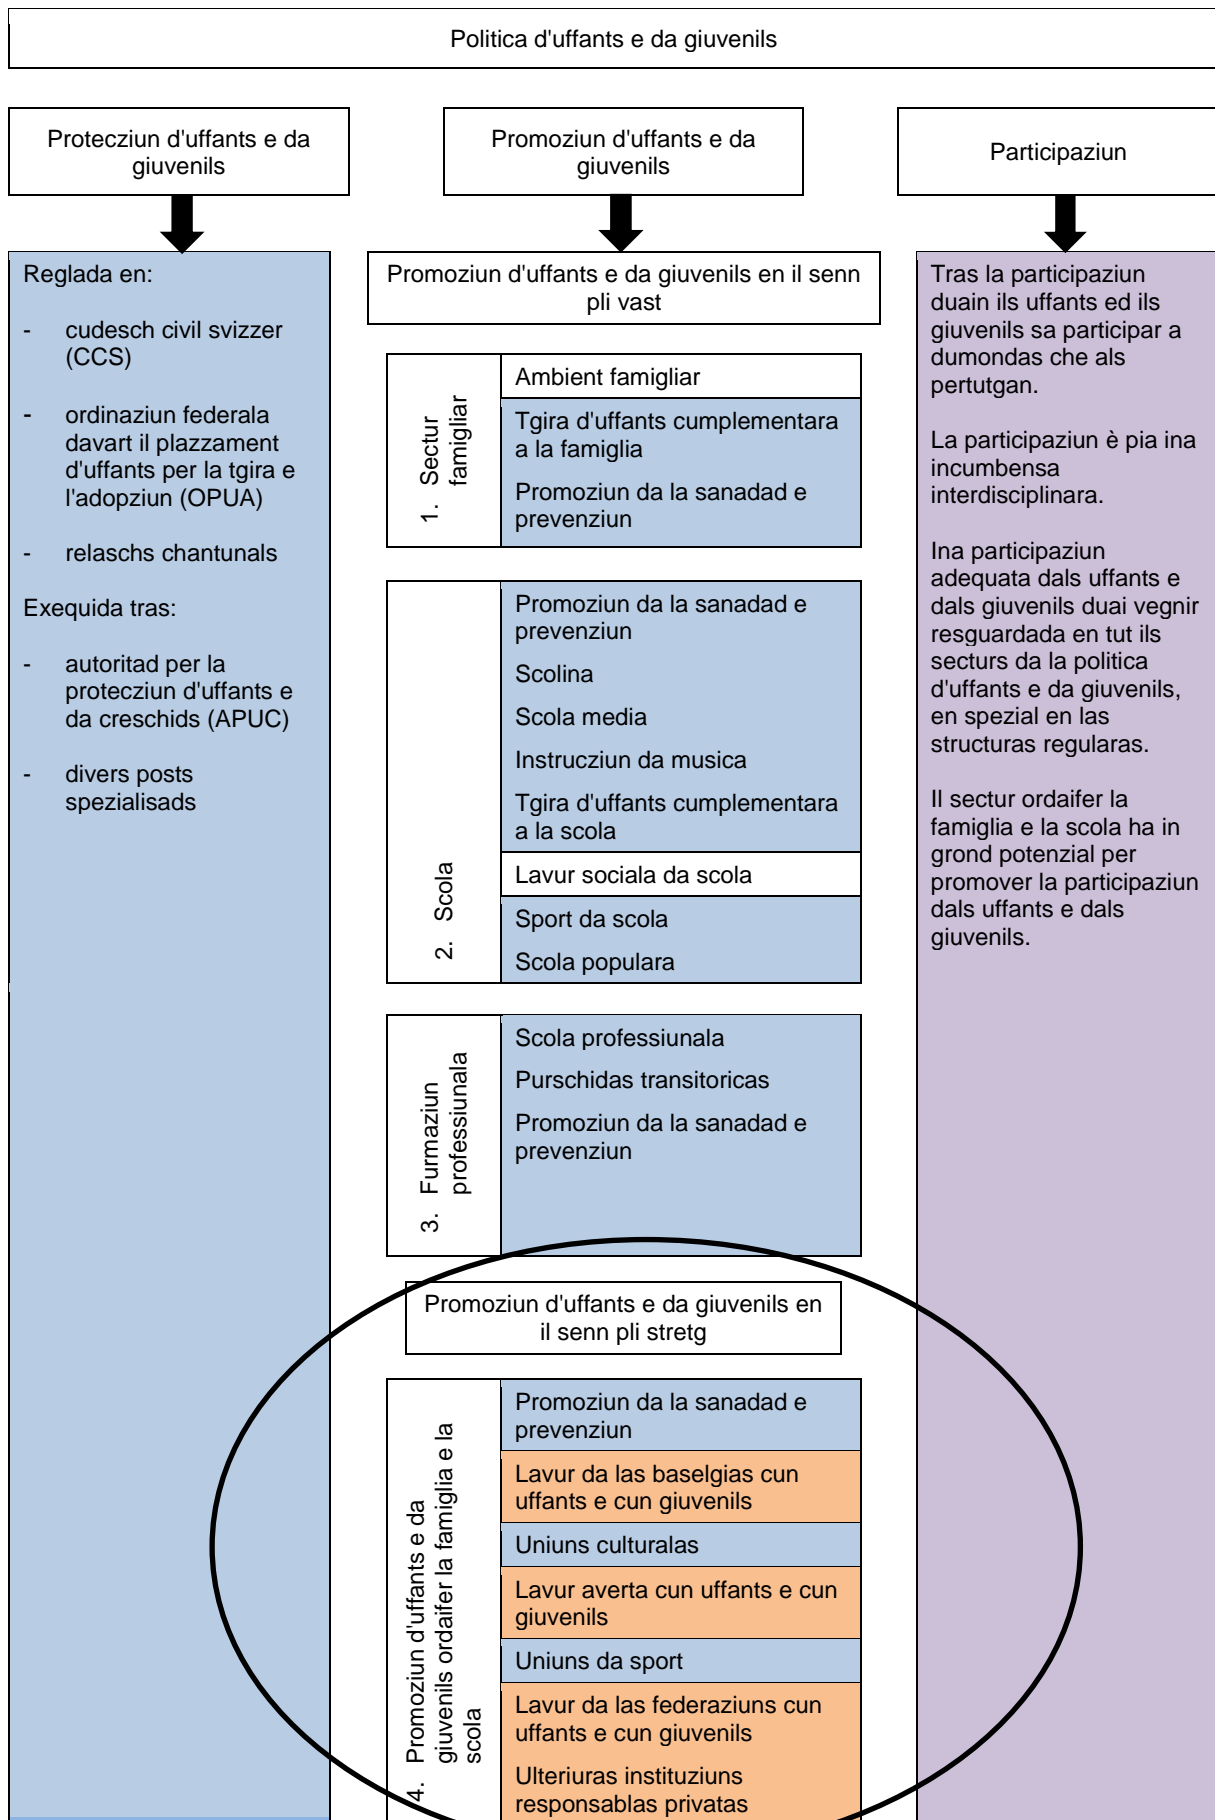 Politica d'uffants e da giuvenils
Protecziun d'uffants e da
giuvenils
Promoziun d'uffants e da
giuvenils
Participaziun
Reglada en:
- cudesch civil svizzer
(CCS)
- ordinaziun federala
davart il plazzament
d'uffants per la tgira e
l'adopziun (OPUA)
- relaschs chantunals
Exequida tras:
- autoritad per la
protecziun d'uffants e
da creschids (APUC)
- divers posts
spezialisads
Promoziun d'uffants e da giuvenils en il senn
pli vast
1. Sectur
famigliar
Ambient famigliar
Tgira d'uffants cumplementara
a la famiglia
Promoziun da la sanadad e
prevenziun
2. Scola
Promoziun da la sanadad e
prevenziun
Scolina
Scola media
Instrucziun da musica
Tgira d'uffants cumplementara
a la scola
Lavur sociala da scola
Sport da scola
Scola populara
3. Furmaziun
professiunala
Scola professiunala
Purschidas transitoricas
Promoziun da la sanadad e
prevenziun
Promoziun d'uffants e da giuvenils en
il senn pli stretg
4. Promoziun d'uffants e da
giuvenils ordaifer la famiglia e la
scola
Promoziun da la sanadad e
prevenziun
Lavur da las baselgias cun
uffants e cun giuvenils
Uniuns culturalas
Lavur averta cun uffants e cun
giuvenils
Uniuns da sport
Lavur da las federaziuns cun
uffants e cun giuvenils
Ulteriuras instituziuns
responsablas privatas
Tras la participaziun
duain ils uffants ed ils
giuvenils sa participar a
dumondas che als
pertutgan.
La participaziun è pia ina
incumbensa
interdisciplinara.
Ina participaziun
adequata dals uffants e
dals giuvenils duai vegnir
resguardada en tut ils
secturs da la politica
d'uffants e da giuvenils,
en spezial en las
structuras regularas.
Il sectur ordaifer la
famiglia e la scola ha in
grond potenzial per
promover la participaziun
dals uffants e dals
giuvenils.